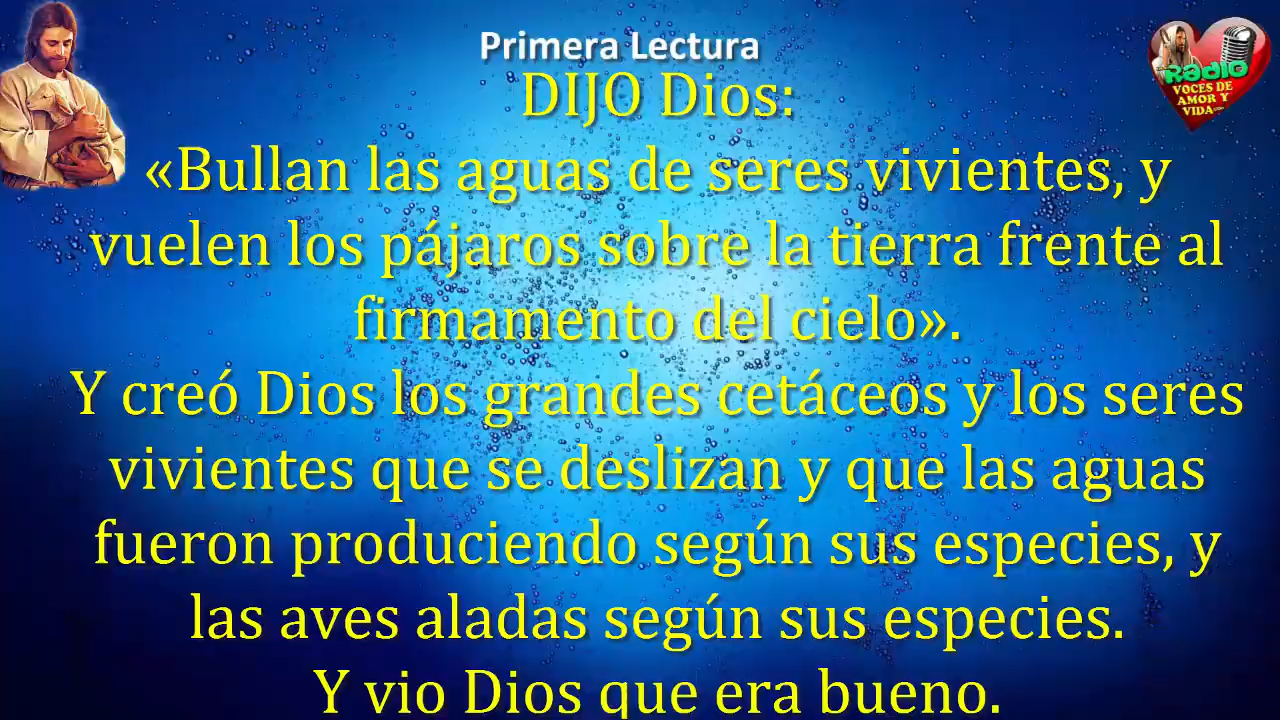 Primera Lectura
DIJO Dios:
«Bullan las aguas de seres vivientes, y
vuelen los pájaros sobre la tierra frente al
firmamento del cielo».
Y creó Dios los grandes cetáceos y los seres
vivientes que se deslizan y que las aguas
fueron produciendo según sus especies, y
las aves aladas según sus especies.
Y vio Dios que era bueno.
Radio
VOCES DE
AMOR Y
VIDA